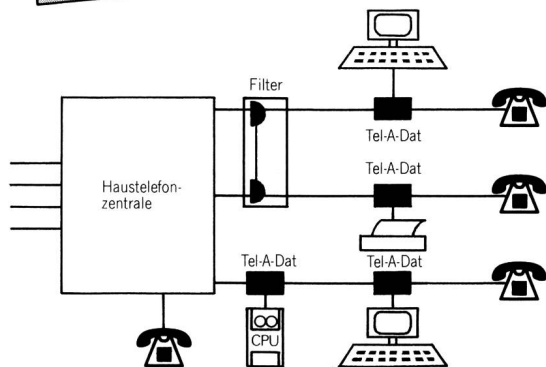 Filter
Tel-A-Dat
Tel-A-Dat
Haustelefon-
zentrale
Tel-A-Dat
Tel-A-Dat
CPU